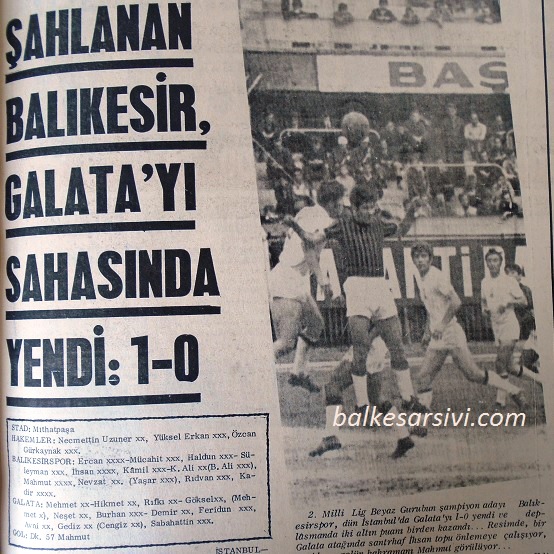 ŞAHLANAN
BALIKESİR,
GALATA'YI
SAHASINDA
YENDİ: 1-0
STAD: Mithatpaşa
HAKEMLER: Necmettin Uzuner xx, Yüksel Erkan xxx, Özcan
Gürkaynak xxx.
BALIKESİRSPOR: Ercan xxxx-Mücahit xxx, Haldun xxx-Sü-
leyman xxx, İhsan xxxx, Kâmil xxx-K, Ali xx(B. Ali xxx),
Mahmud xxxx, Nevzat xx, (Yaşar xxx), Rıdvan xxx, Ka-
dir xxxx.
GALATA: Mehmet xx-Hikmet xx, Rıfkı xx- Gökselxx, (Meh-
met x), Neşet xx, Burhan xxx- Demir xx, Feridun xxx,
Avni xx, Gediz xx (Cengiz xx), Sabahattin xxx.
GOL: Dk. 57 Mahmut
İSTANBUL—
BAŞ
ANTİ
balkesarsivi.com
2. Milli Lig Beyaz Gurubun şampiyon adayı Balık-
esirspor, dün İstanbul'da Galata'yı 1-0 yendi ve dep-
lasmanda iki altın puanı birden kazandı... Resimde, bir
Galata atağında santrhaf İhsan topu önlemeye çalışıyor,
golün kahramanı Mahmut görülüyor...